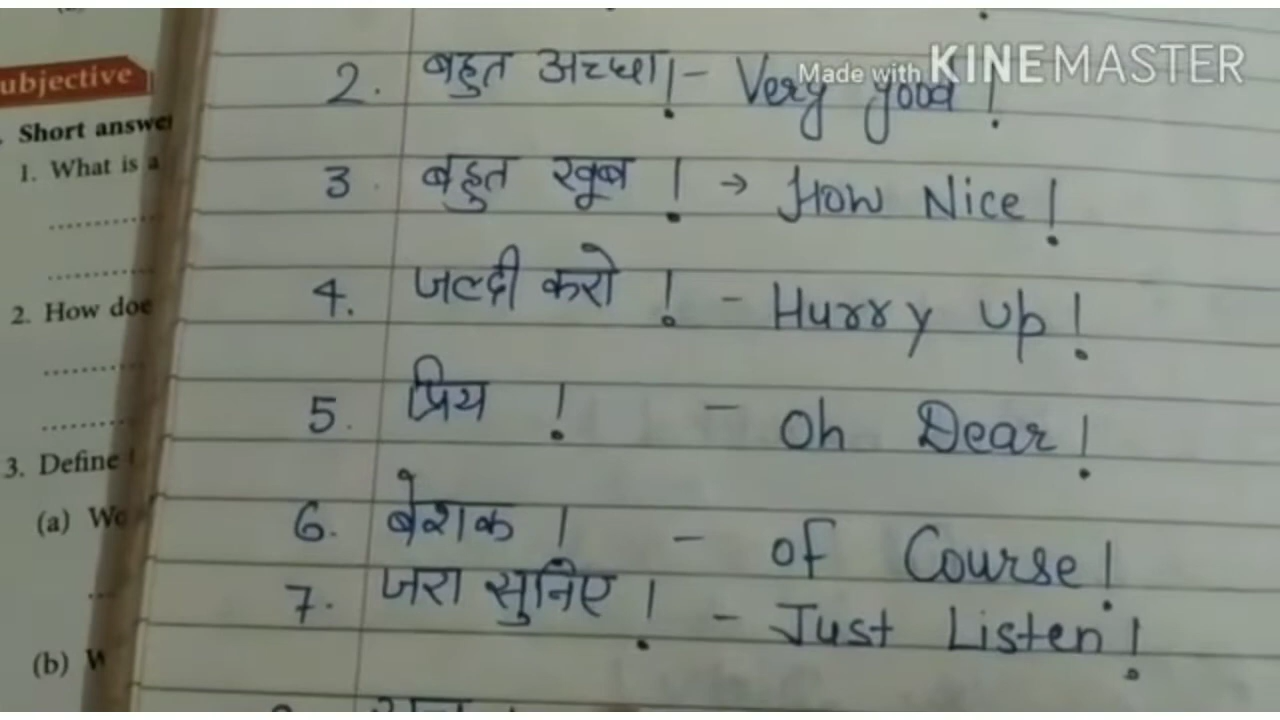 Made with KINEMASTER
ubjective
Short answe
1. What is a
2. How doe
3. Define
(a) Wo
(b) W
2. बहुत अच्छा! - Very good!
3. बहुत खूब! → How Nice!
4. जल्दी करो! - Hurry up!
5. प्रिय! - Oh Dear!
6. बेशक। - of Course!
7. जरा सुनिए! - Just Listen!